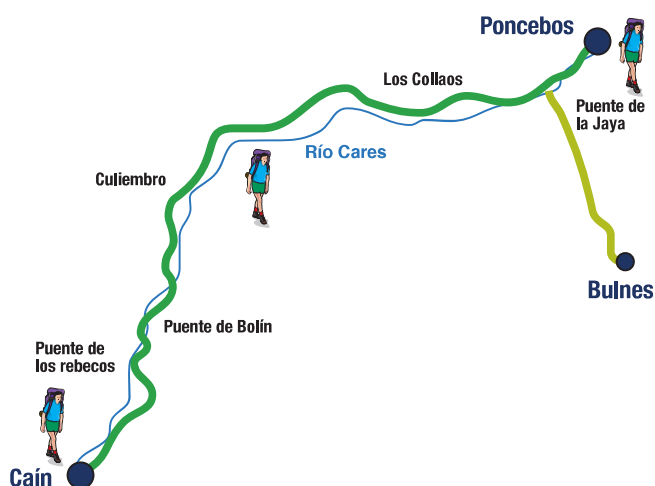 Poncebos
Los Collaos
Puente de
la Jaya
Río Cares
Culiembro
Bulnes
Puente de Bolín
Puente de
los rebecos
Caín